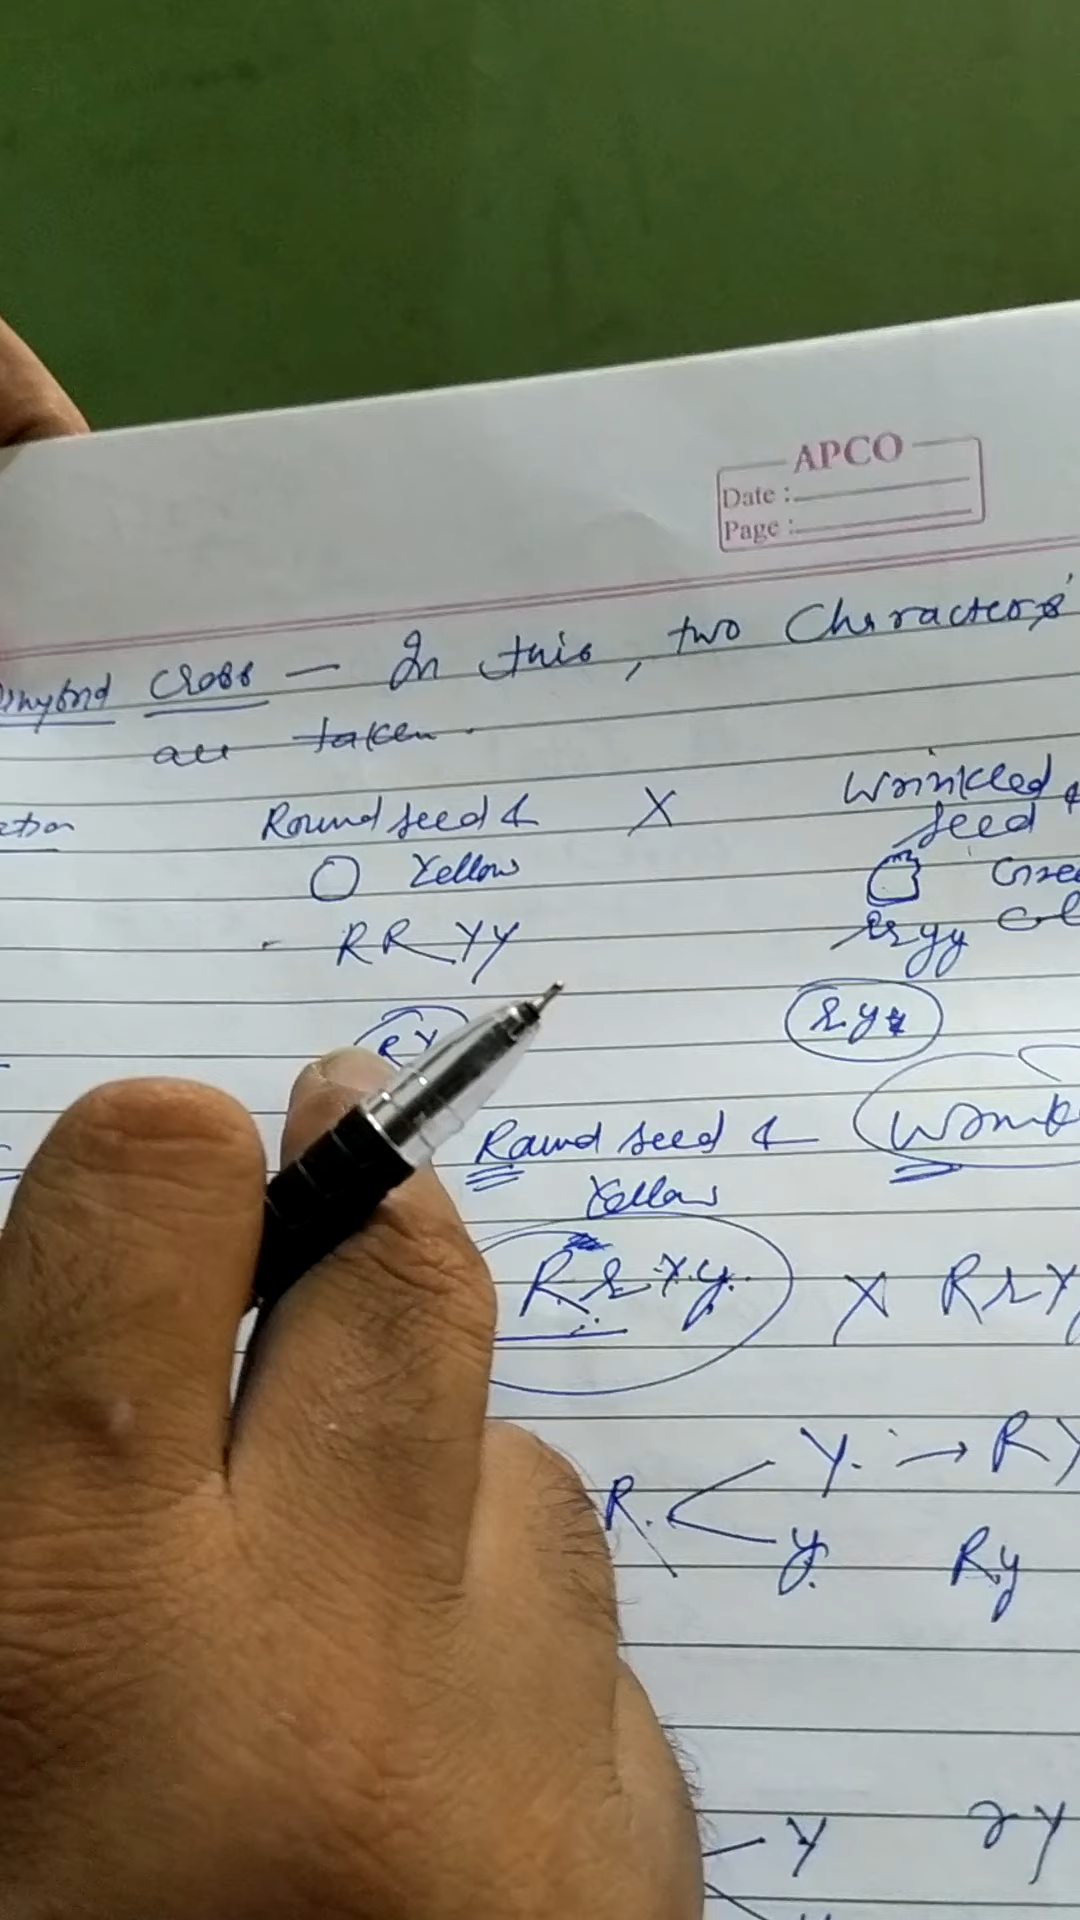 APCO
Date :
Page :
Cross — In this, two Characters
are taken.
Round seed & X Wrinkled &
seed
Yellow
RRYY rryy
RY ry
Round seed &
Yellow
RrYy X RrY
R. Y. → RY
y. Ry
Y rY